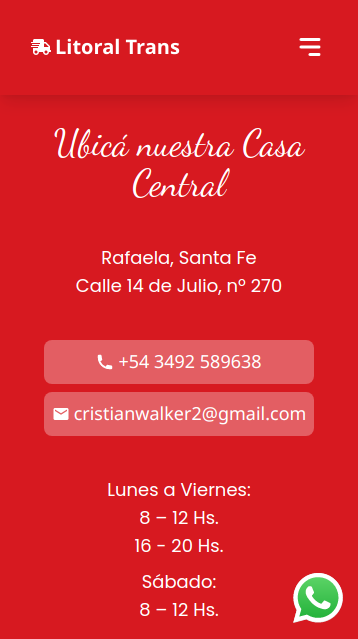 Litoral Trans
Ubicá nuestra Casa
Central
Rafaela, Santa Fe
Calle 14 de Julio, nº 270
+54 3492 589638
cristianwalker2@gmail.com
Lunes a Viernes:
8 – 12 Hs.
16 - 20 Hs.
Sábado:
8 – 12 Hs.